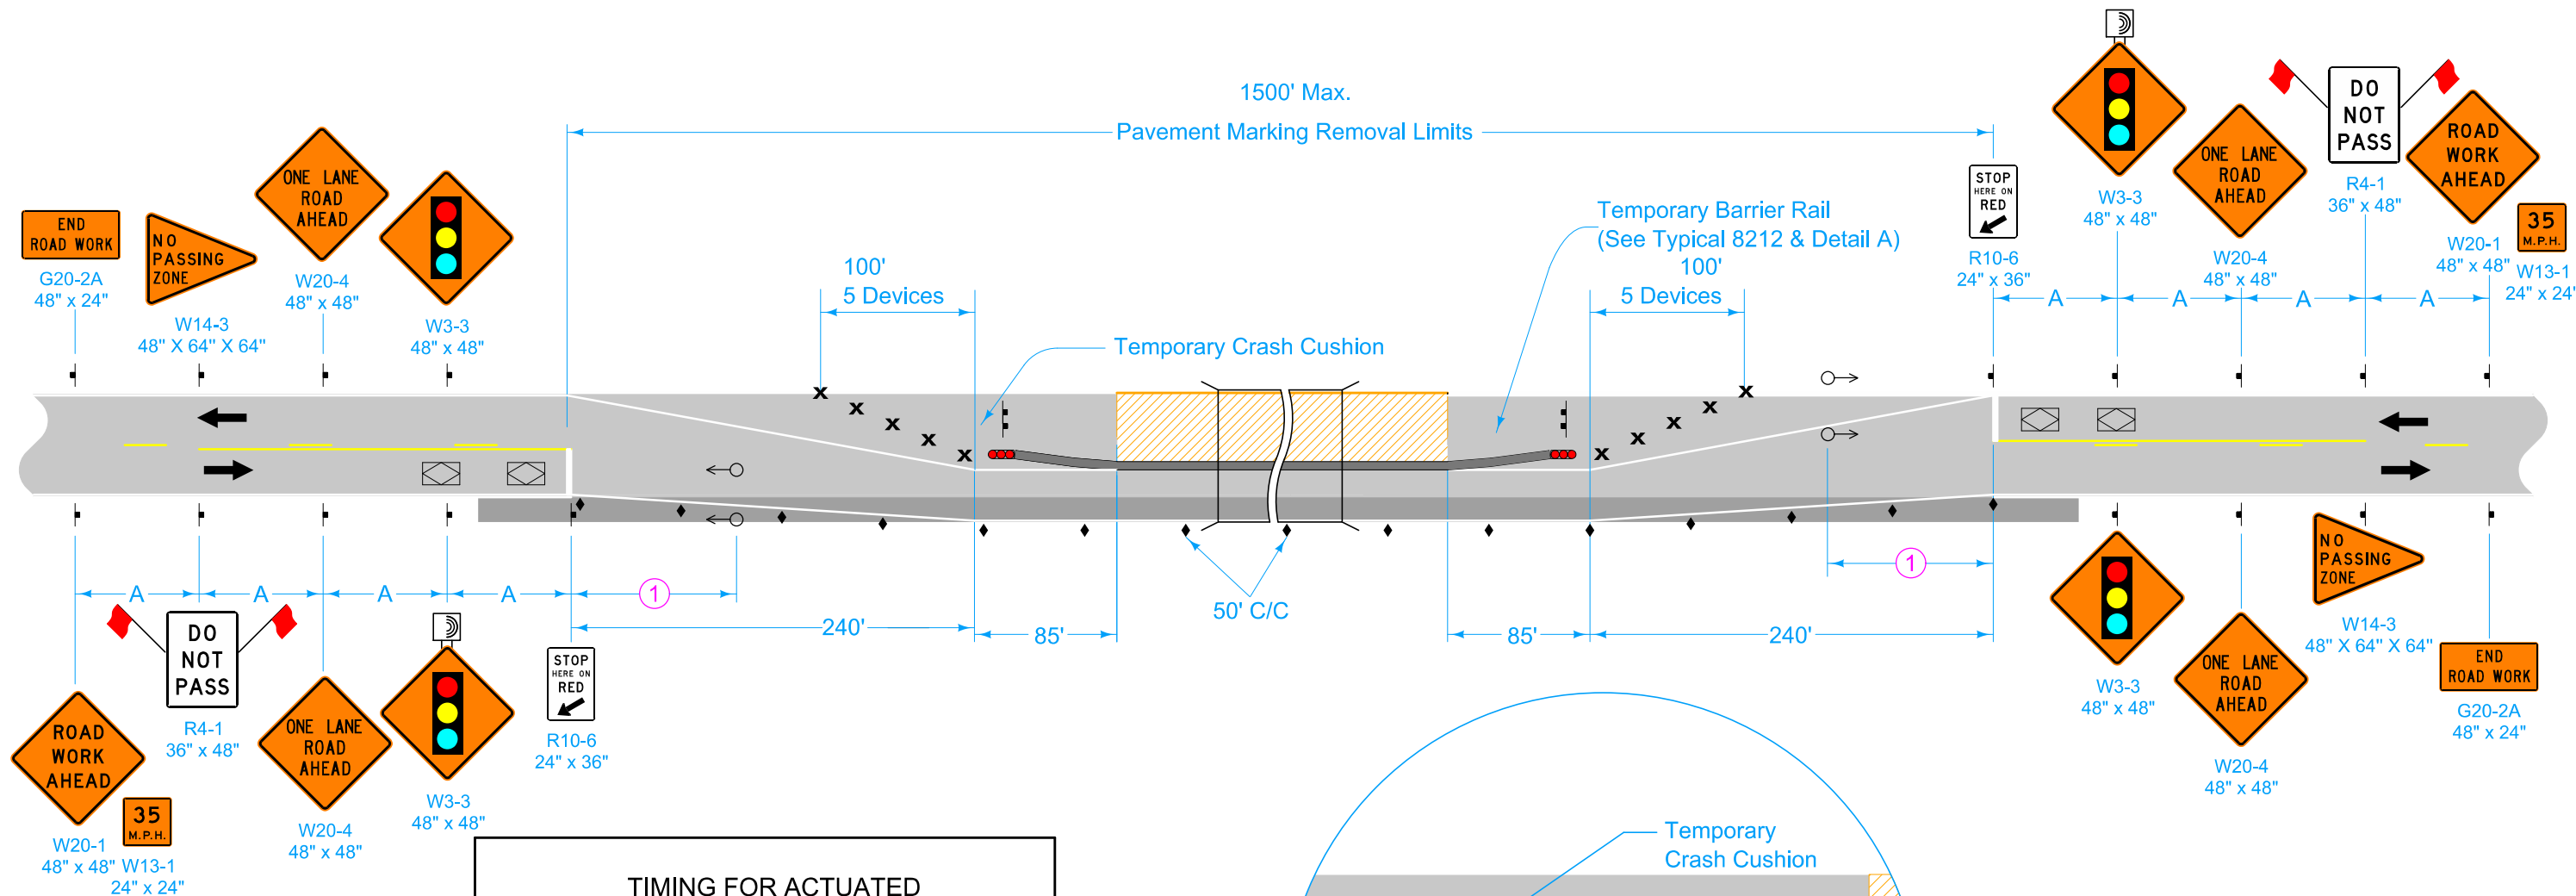 1500' Max.
Pavement Marking Removal Limits
END
ROAD WORK
G20-2A
48" x 24"
NO
PASSING
ZONE
W14-3
48" X 64" X 64"
ONE LANE
ROAD
AHEAD
W20-4
48" x 48"
W3-3
48" x 48"
100'
5 Devices
Temporary Crash Cushion
Temporary Barrier Rail
(See Typical 8212 & Detail A)
100'
5 Devices
STOP
HERE ON
RED
R10-6
24" x 36"
W3-3
48" x 48"
ONE LANE
ROAD
AHEAD
W20-4
48" x 48"
DO
NOT
PASS
R4-1
36" x 48"
ROAD
WORK
AHEAD
W20-1
48" x 48"
35
M.P.H.
W13-1
24" x 24"
A
A
A
A
A
A
A
A
1
240'
85'
50' C/C
85'
240'
1
ROAD
WORK
AHEAD
W20-1
48" x 48"
35
M.P.H.
W13-1
24" x 24"
DO
NOT
PASS
R4-1
36" x 48"
ONE LANE
ROAD
AHEAD
W20-4
48" x 48"
W3-3
48" x 48"
STOP
HERE ON
RED
R10-6
24" x 36"
W3-3
48" x 48"
ONE LANE
ROAD
AHEAD
W20-4
48" x 48"
NO
PASSING
ZONE
W14-3
48" X 64" X 64"
END
ROAD WORK
G20-2A
48" x 24"
TIMING FOR ACTUATED
Temporary
Crash Cushion